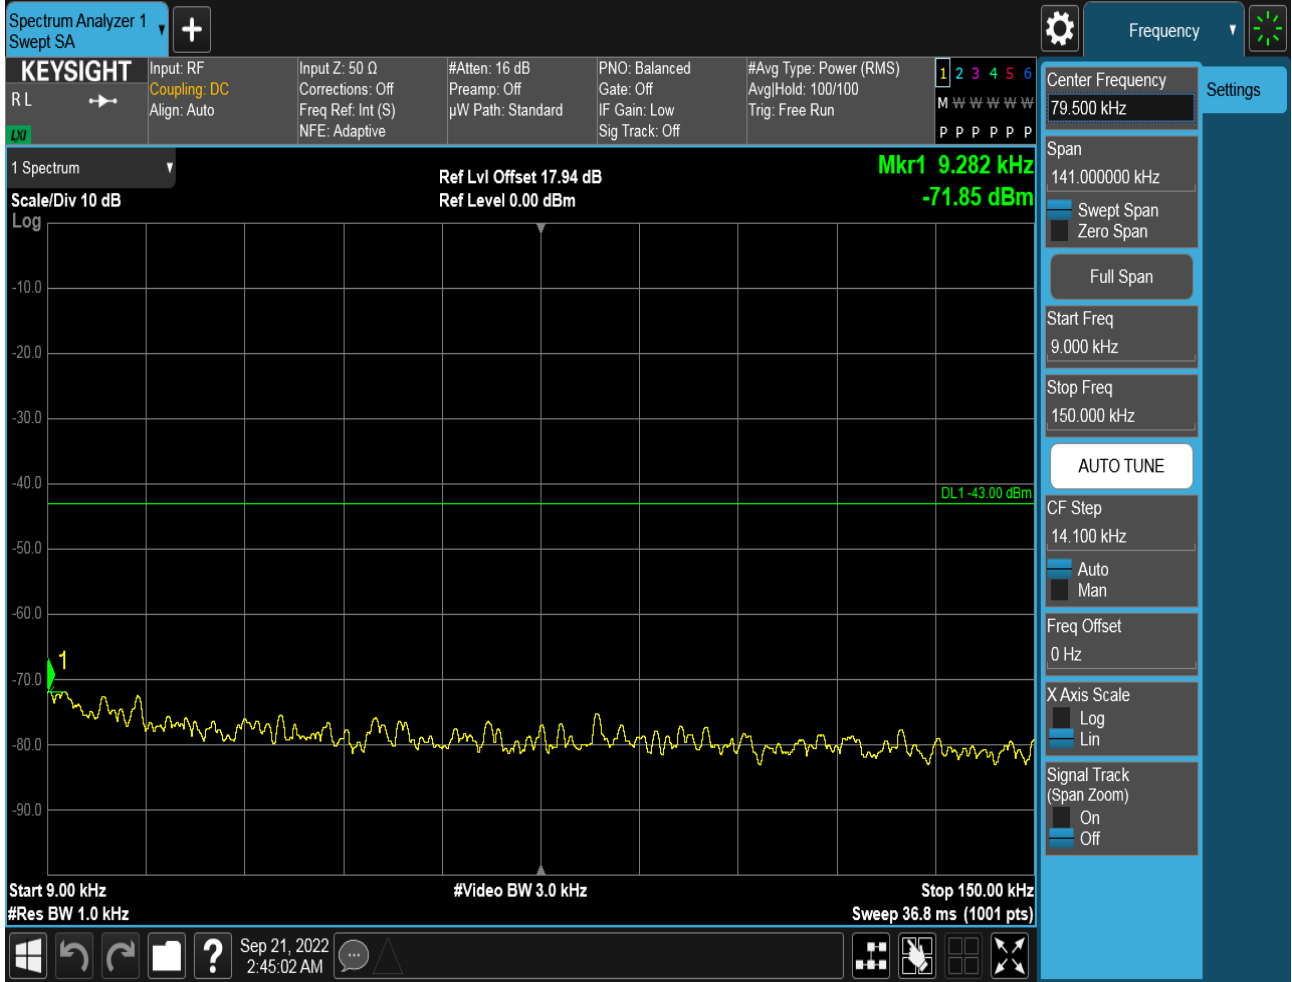 Spectrum Analyzer 1
Swept SA
Frequency
KEYSIGHT
R L
LXI
Input: RF
Coupling: DC
Align: Auto
Input Z: 50 Ω
Corrections: Off
Freq Ref: Int (S)
NFE: Adaptive
#Atten: 16 dB
Preamp: Off
µW Path: Standard
PNO: Balanced
Gate: Off
IF Gain: Low
Sig Track: Off
#Avg Type: Power (RMS)
Avg|Hold: 100/100
Trig: Free Run
1 2 3 4 5 6
M W W W W W
P P P P P P
1 Spectrum
Scale/Div 10 dB
Log
Ref Lvl Offset 17.94 dB
Ref Level 0.00 dBm
Mkr1 9.282 kHz
-71.85 dBm
-10.0
-20.0
-30.0
-40.0
DL1 -43.00 dBm
-50.0
-60.0
1
-70.0
-80.0
-90.0
Start 9.00 kHz
#Video BW 3.0 kHz
Stop 150.00 kHz
#Res BW 1.0 kHz
Sweep 36.8 ms (1001 pts)
Center Frequency
79.500 kHz
Settings
Span
141.000000 kHz
Swept Span
Zero Span
Full Span
Start Freq
9.000 kHz
Stop Freq
150.000 kHz
AUTO TUNE
CF Step
14.100 kHz
Auto
Man
Freq Offset
0 Hz
X Axis Scale
Log
Lin
Signal Track
(Span Zoom)
On
Off
?
Sep 21, 2022
2:45:02 AM